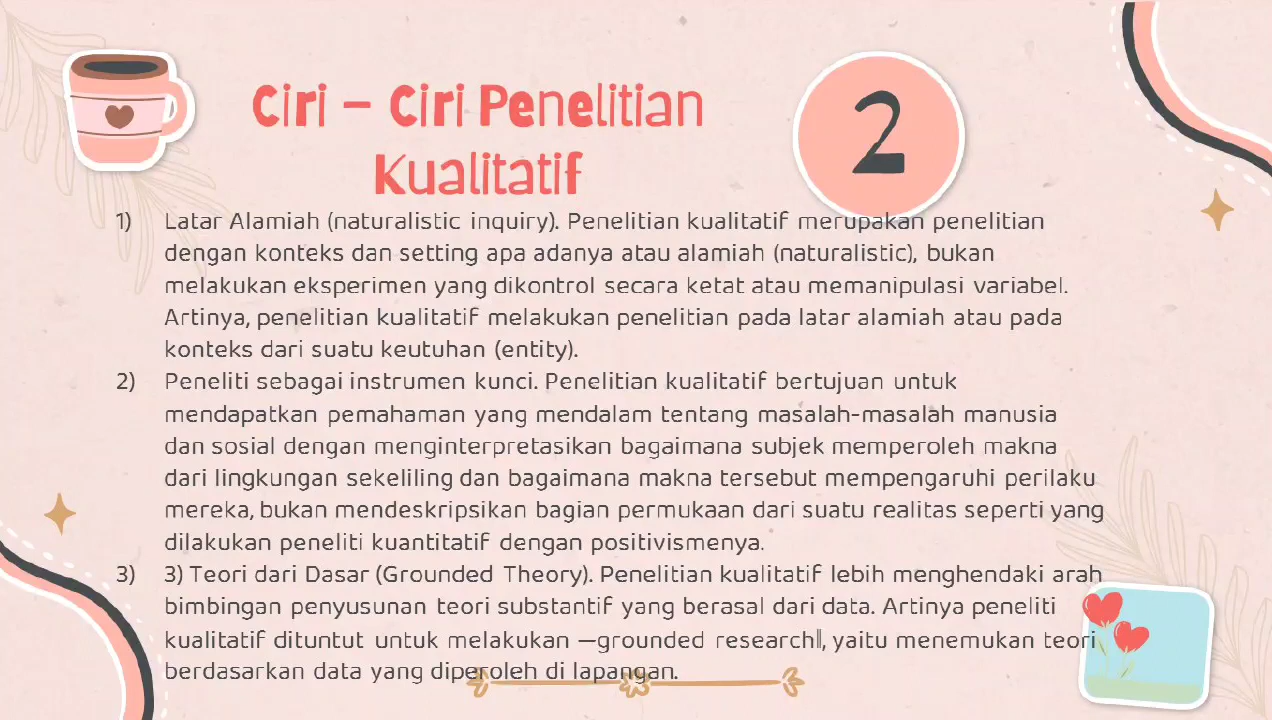 Ciri – Ciri Penelitian
Kualitatif
2
1) Latar Alamiah (naturalistic inquiry). Penelitian kualitatif merupakan penelitian
dengan konteks dan setting apa adanya atau alamiah (naturalistic), bukan
melakukan eksperimen yang dikontrol secara ketat atau memanipulasi variabel.
Artinya, penelitian kualitatif melakukan penelitian pada latar alamiah atau pada
konteks dari suatu keutuhan (entity).
2) Peneliti sebagai instrumen kunci. Penelitian kualitatif bertujuan untuk
mendapatkan pemahaman yang mendalam tentang masalah-masalah manusia
dan sosial dengan menginterpretasikan bagaimana subjek memperoleh makna
dari lingkungan sekeliling dan bagaimana makna tersebut mempengaruhi perilaku
mereka, bukan mendeskripsikan bagian permukaan dari suatu realitas seperti yang
dilakukan peneliti kuantitatif dengan positivismenya.
3) 3) Teori dari Dasar (Grounded Theory). Penelitian kualitatif lebih menghendaki arah
bimbingan penyusunan teori substantif yang berasal dari data. Artinya peneliti
kualitatif dituntut untuk melakukan ―grounded research‖, yaitu menemukan teori
berdasarkan data yang diperoleh di lapangan.